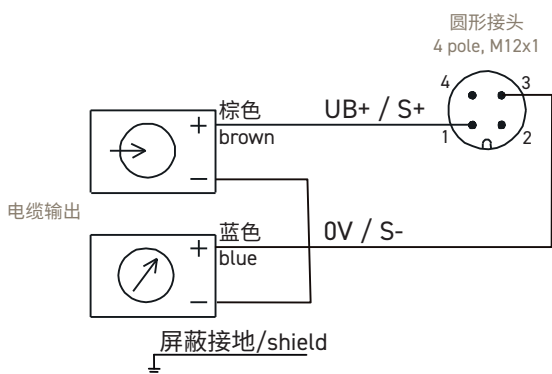 圆形接头
4 pole, M12x1
4
3
1
2
棕色
UB+ / S+
+
brown
−
电缆输出
蓝色
0V / S-
+
blue
−
屏蔽接地/shield